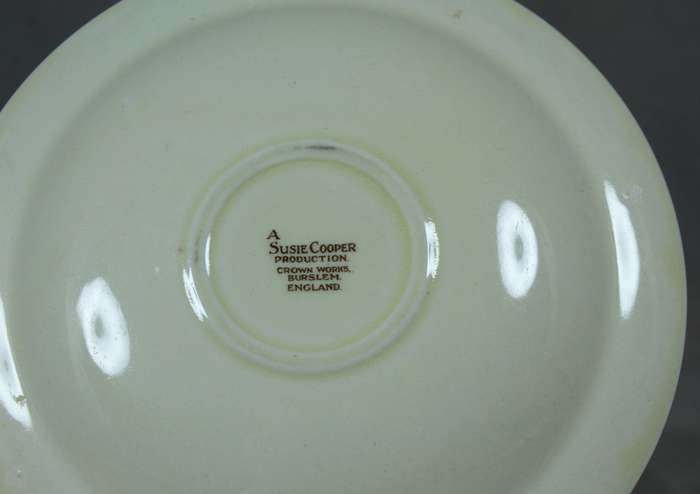 A
SUSIE COOPER
PRODUCTION.
CROWN WORKS,
BURSLEM,
ENGLAND.